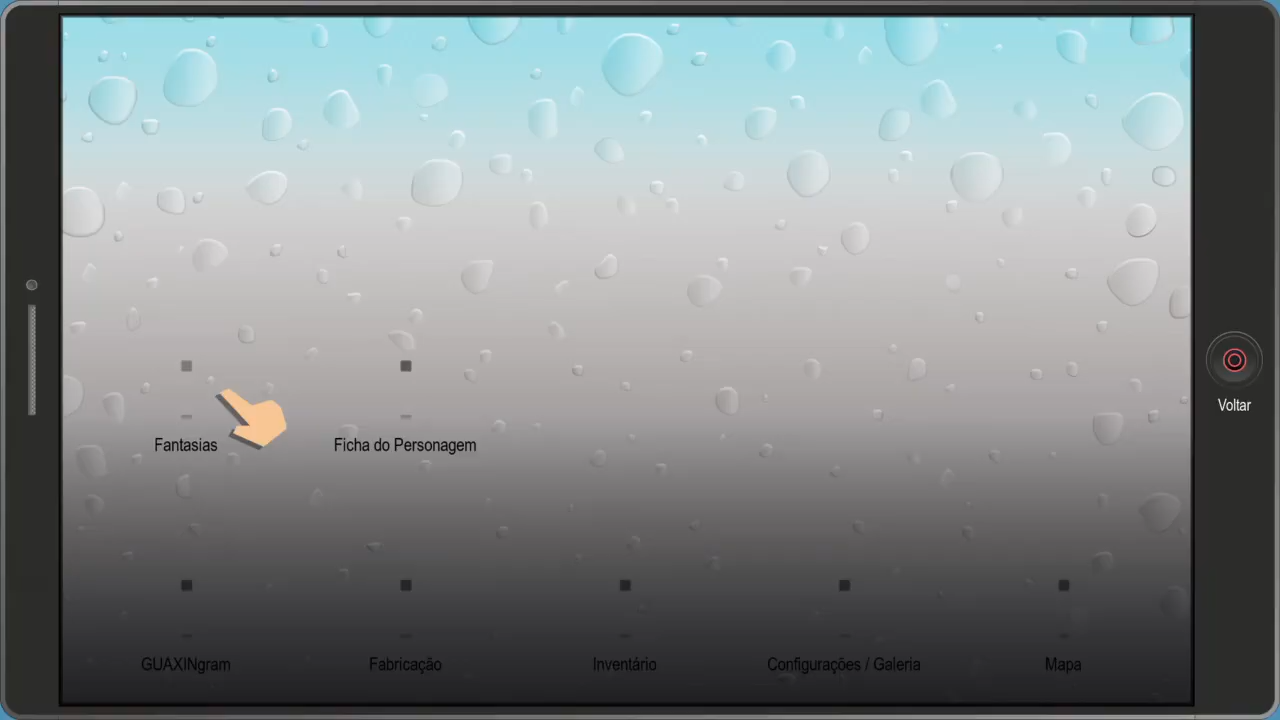 Voltar
Fantasias
Ficha do Personagem
GUAXINgram
Fabricação
Inventário
Configurações / Galeria
Mapa